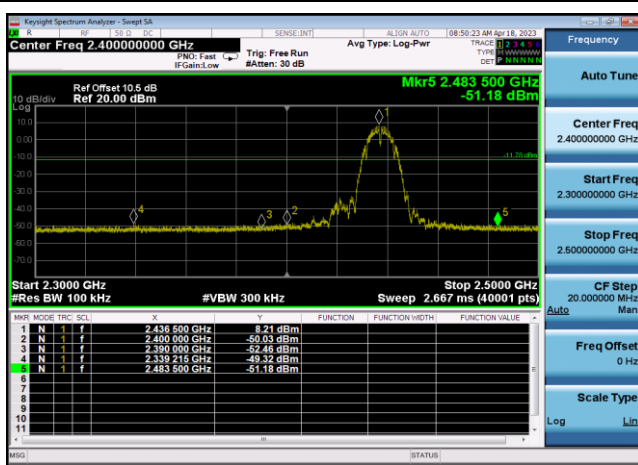 Keysight Spectrum Analyzer - Swept SA
R RF 50 Ω DC SENSE:INT ALIGN AUTO 08:50:23 AM Apr 18, 2023
Center Freq 2.400000000 GHz
PNO: Fast
IFGain:Low
Trig: Free Run
#Atten: 30 dB
Avg Type: Log-Pwr
TRACE 1 2 3 4 5 6
TYPE
DET P N N N N N
Ref Offset 10.5 dB
10 dB/div Ref 20.00 dBm
Mkr5 2.483 500 GHz
-51.18 dBm
Log
10.0
0.00
-10.0
-20.0
-30.0
-40.0
-50.0
-60.0
-70.0
1
2
3
4
5
Start 2.3000 GHz
Stop 2.5000 GHz
#Res BW 100 kHz #VBW 300 kHz Sweep 2.667 ms (40001 pts)
MKR MODE TRC SCL X Y FUNCTION FUNCTION WIDTH FUNCTION VALUE
1 N 1 f 2.436 500 GHz 8.21 dBm
2 N 1 f 2.400 000 GHz -50.03 dBm
3 N 1 f 2.390 000 GHz -52.46 dBm
4 N 1 f 2.339 215 GHz -49.32 dBm
5 N 1 f 2.483 500 GHz -51.18 dBm
6
7
8
9
10
11
MSG STATUS
Frequency
Auto Tune
Center Freq
2.400000000 GHz
Start Freq
2.300000000 GHz
Stop Freq
2.500000000 GHz
CF Step
20.000000 MHz
Auto Man
Freq Offset
0 Hz
Scale Type
Log Lin